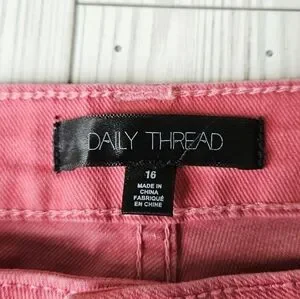 DAILY THREAD
16
MADE IN
CHINA
FABRIQUÉ
EN CHINE